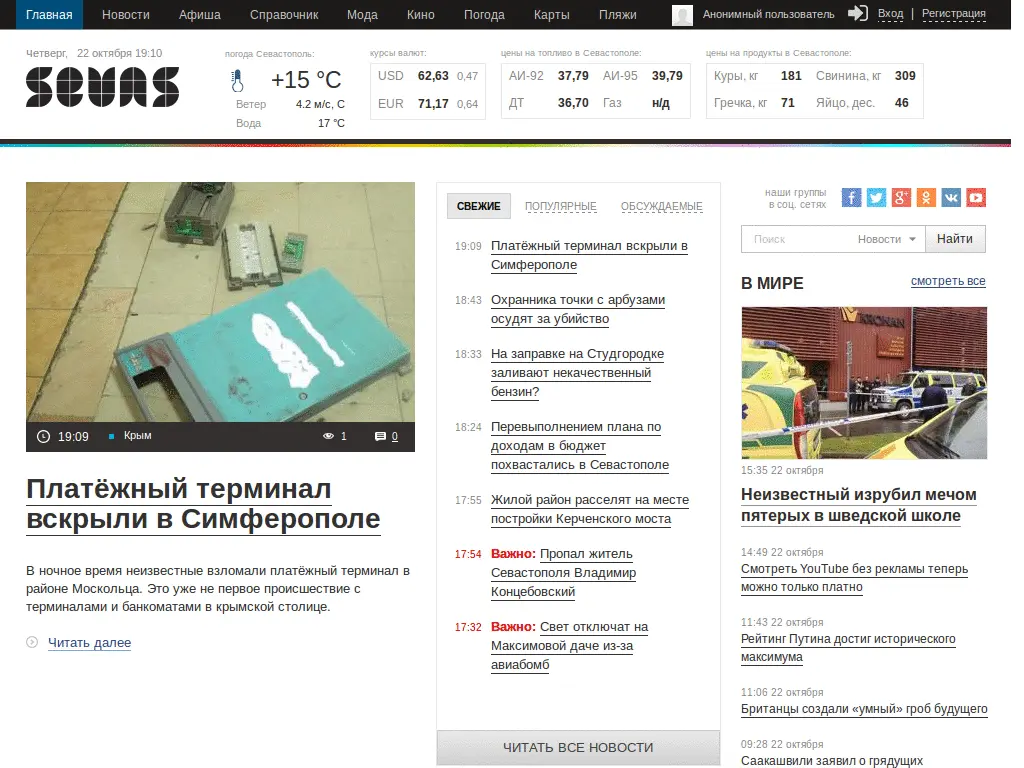 Главная Новости Афиша Справочник Мода Кино Погода Карты Пляжи Анонимный пользователь Вход | Регистрация
Четверг, 22 октября 19:10
SEVAS
погода Севастополь:
+15 °C
Ветер 4.2 м/с, С
Вода 17 °C
курсы валют:
USD 62,63 0,47
EUR 71,17 0,64
цены на топливо в Севастополе:
АИ-92 37,79 АИ-95 39,79
ДТ 36,70 Газ н/д
цены на продукты в Севастополе:
Куры, кг 181 Свинина, кг 309
Гречка, кг 71 Яйцо, дес. 46
19:09 Крым 1 0
Платёжный терминал
вскрыли в Симферополе
В ночное время неизвестные взломали платёжный терминал в
районе Москольца. Это уже не первое происшествие с
терминалами и банкоматами в крымской столице.
Читать далее
СВЕЖИЕ ПОПУЛЯРНЫЕ ОБСУЖДАЕМЫЕ
19:09 Платёжный терминал вскрыли в
Симферополе
18:43 Охранника точки с арбузами
осудят за убийство
18:33 На заправке на Студгородке
заливают некачественный
бензин?
18:24 Перевыполнением плана по
доходам в бюджет
похвастались в Севастополе
17:55 Жилой район расселят на месте
постройки Керченского моста
17:54 Важно: Пропал житель
Севастополя Владимир
Концебовский
17:32 Важно: Свет отключат на
Максимовой даче из-за
авиабомб
ЧИТАТЬ ВСЕ НОВОСТИ
наши группы
в соц. сетях
Поиск Новости Найти
В МИРЕ смотреть все
KRONAN
15:35 22 октября
Неизвестный изрубил мечом
пятерых в шведской школе
14:49 22 октября
Смотреть YouTube без рекламы теперь
можно только платно
11:43 22 октября
Рейтинг Путина достиг исторического
максимума
11:06 22 октября
Британцы создали «умный» гроб будущего
09:28 22 октября
Саакашвили заявил о грядущих